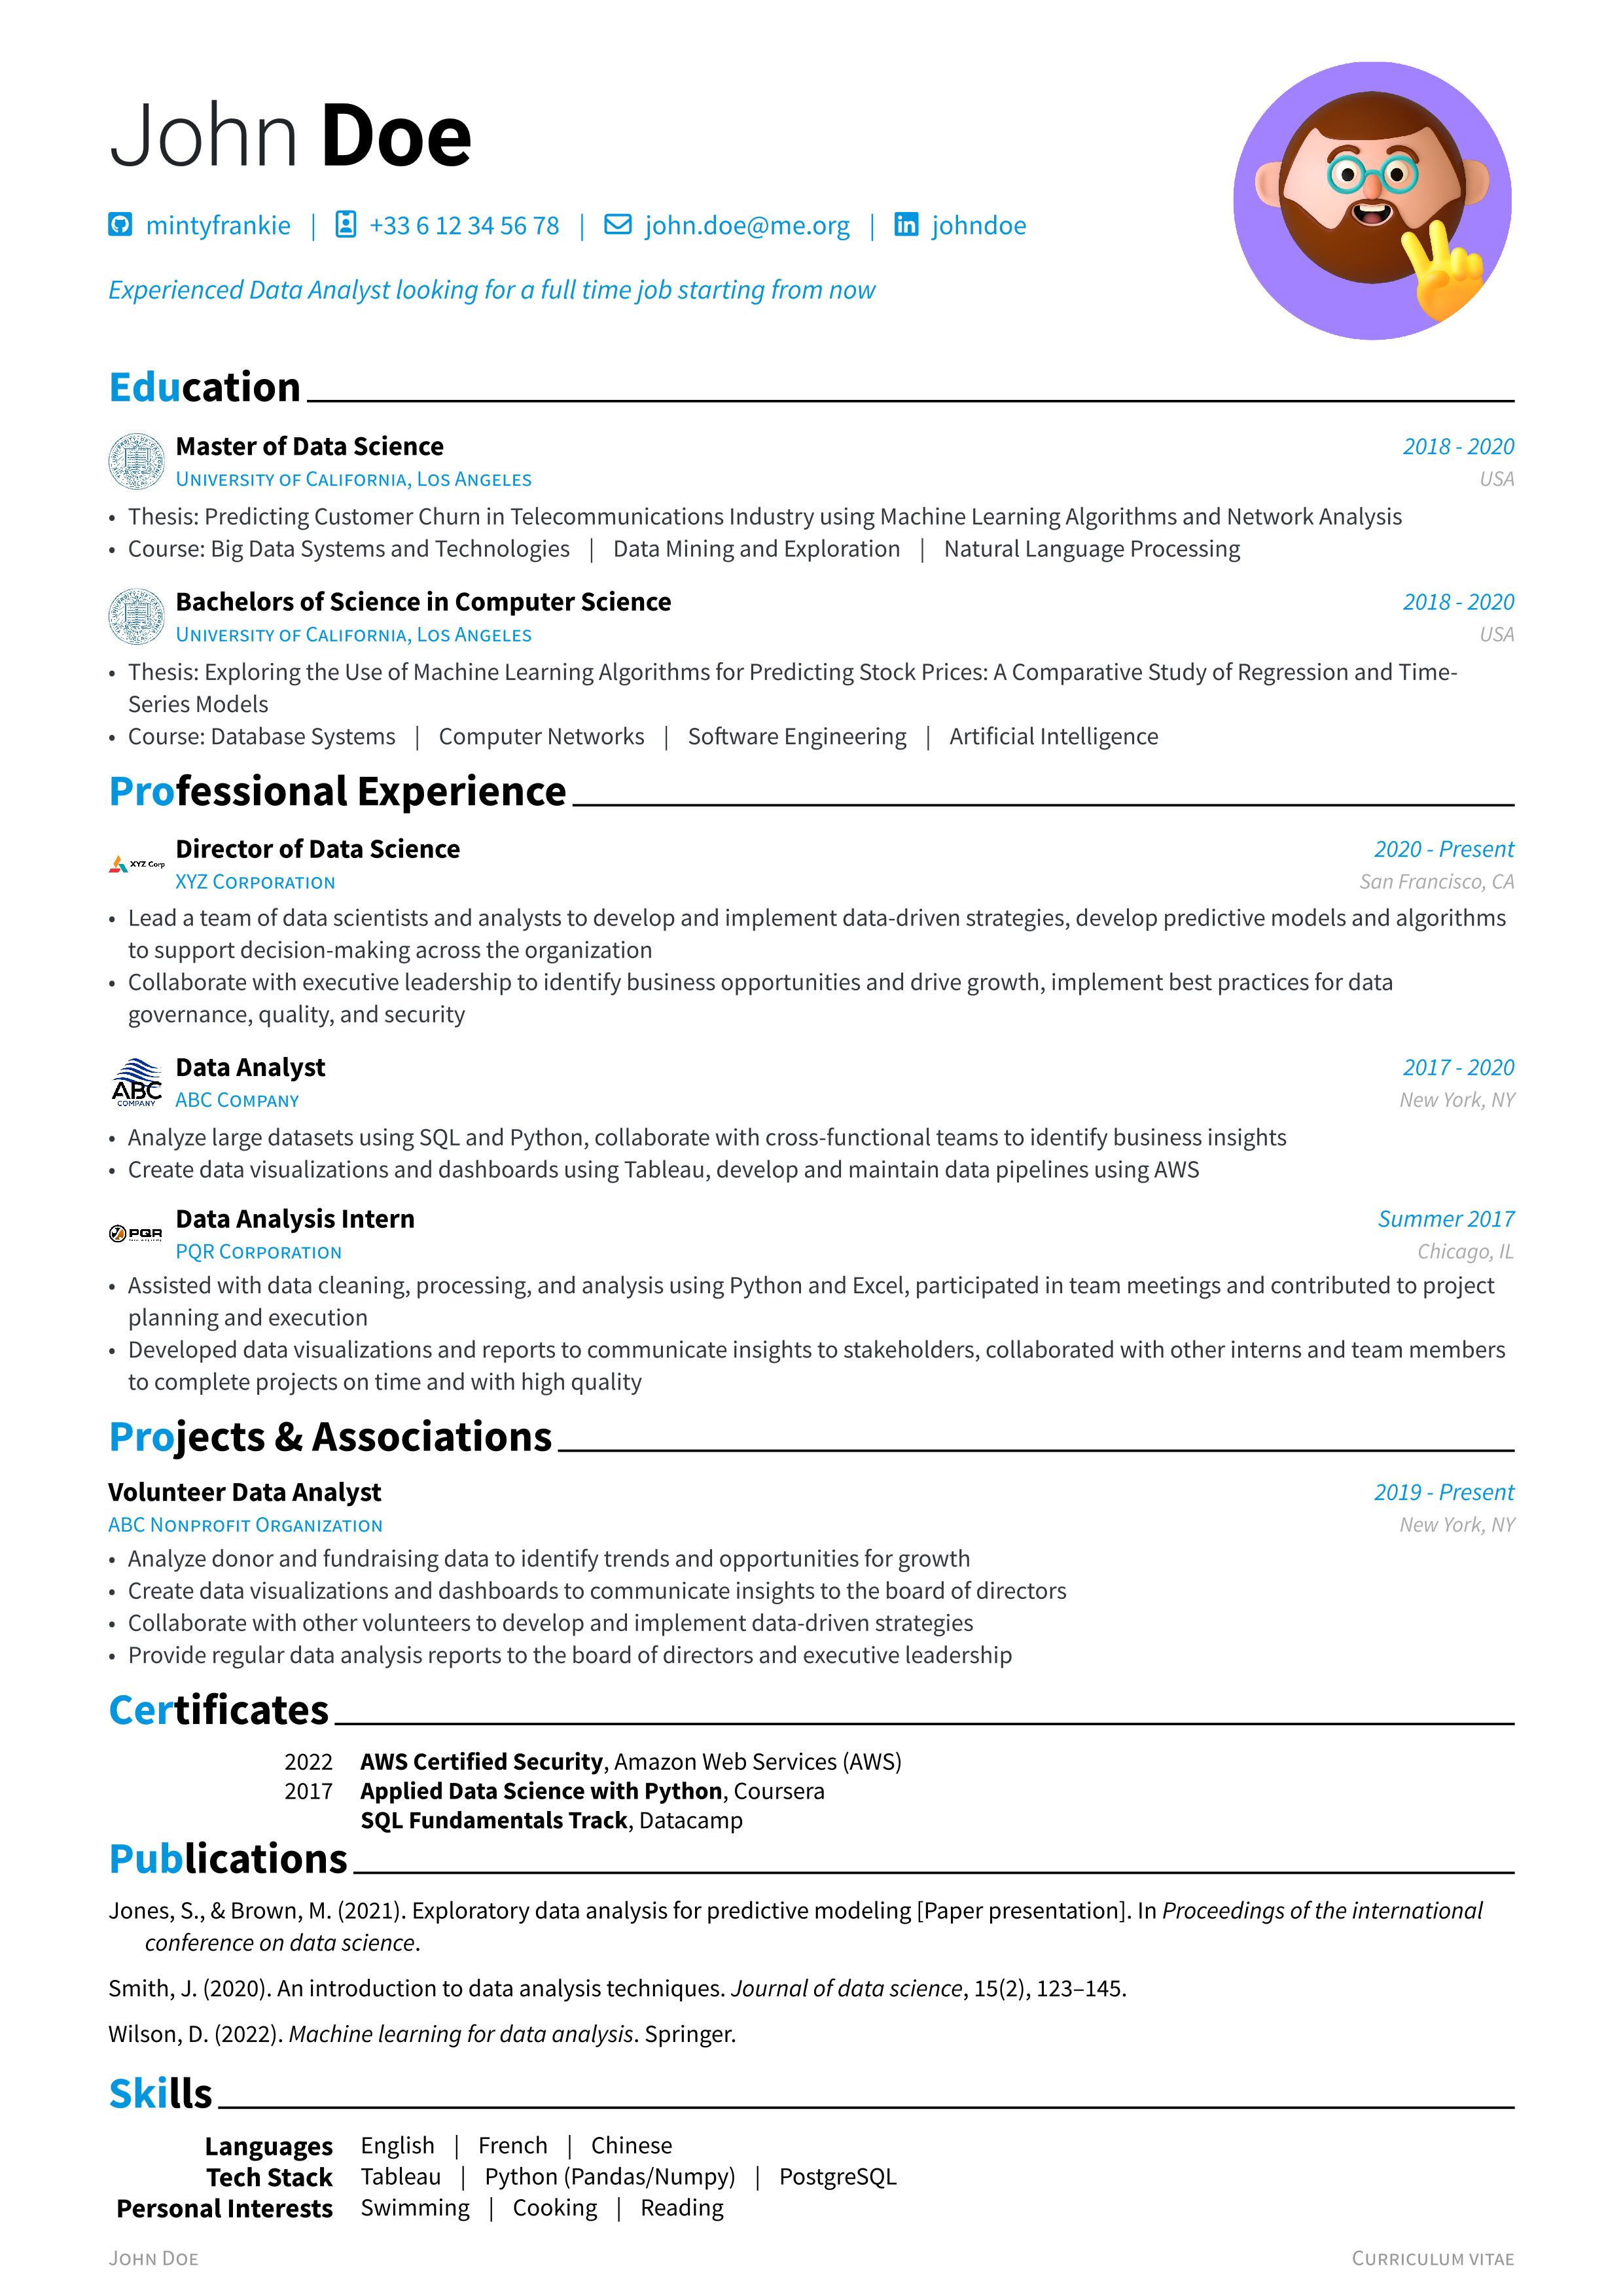 John Doe
mintyfrankie | +33 6 12 34 56 78 | john.doe@me.org | johndoe
Experienced Data Analyst looking for a full time job starting from now
Education
Master of Data Science 2018 - 2020
University of California, Los Angeles USA
• Thesis: Predicting Customer Churn in Telecommunications Industry using Machine Learning Algorithms and Network Analysis
• Course: Big Data Systems and Technologies | Data Mining and Exploration | Natural Language Processing
Bachelors of Science in Computer Science 2018 - 2020
University of California, Los Angeles USA
• Thesis: Exploring the Use of Machine Learning Algorithms for Predicting Stock Prices: A Comparative Study of Regression and Time-
Series Models
• Course: Database Systems | Computer Networks | Software Engineering | Artificial Intelligence
Professional Experience
XYZ Corp
Director of Data Science 2020 - Present
XYZ Corporation San Francisco, CA
• Lead a team of data scientists and analysts to develop and implement data-driven strategies, develop predictive models and algorithms
to support decision-making across the organization
• Collaborate with executive leadership to identify business opportunities and drive growth, implement best practices for data
governance, quality, and security
ABC
COMPANY
Data Analyst 2017 - 2020
ABC Company New York, NY
• Analyze large datasets using SQL and Python, collaborate with cross-functional teams to identify business insights
• Create data visualizations and dashboards using Tableau, develop and maintain data pipelines using AWS
PQR
Data Analysis Intern Summer 2017
PQR Corporation Chicago, IL
• Assisted with data cleaning, processing, and analysis using Python and Excel, participated in team meetings and contributed to project
planning and execution
• Developed data visualizations and reports to communicate insights to stakeholders, collaborated with other interns and team members
to complete projects on time and with high quality
Projects & Associations
Volunteer Data Analyst 2019 - Present
ABC Nonprofit Organization New York, NY
• Analyze donor and fundraising data to identify trends and opportunities for growth
• Create data visualizations and dashboards to communicate insights to the board of directors
• Collaborate with other volunteers to develop and implement data-driven strategies
• Provide regular data analysis reports to the board of directors and executive leadership
Certificates
2022 AWS Certified Security, Amazon Web Services (AWS)
2017 Applied Data Science with Python, Coursera
SQL Fundamentals Track, Datacamp
Publications
Jones, S., & Brown, M. (2021). Exploratory data analysis for predictive modeling [Paper presentation]. In Proceedings of the international
conference on data science.
Smith, J. (2020). An introduction to data analysis techniques. Journal of data science, 15(2), 123–145.
Wilson, D. (2022). Machine learning for data analysis. Springer.
Skills
Languages English | French | Chinese
Tech Stack Tableau | Python (Pandas/Numpy) | PostgreSQL
Personal Interests Swimming | Cooking | Reading
John Doe Curriculum vitae